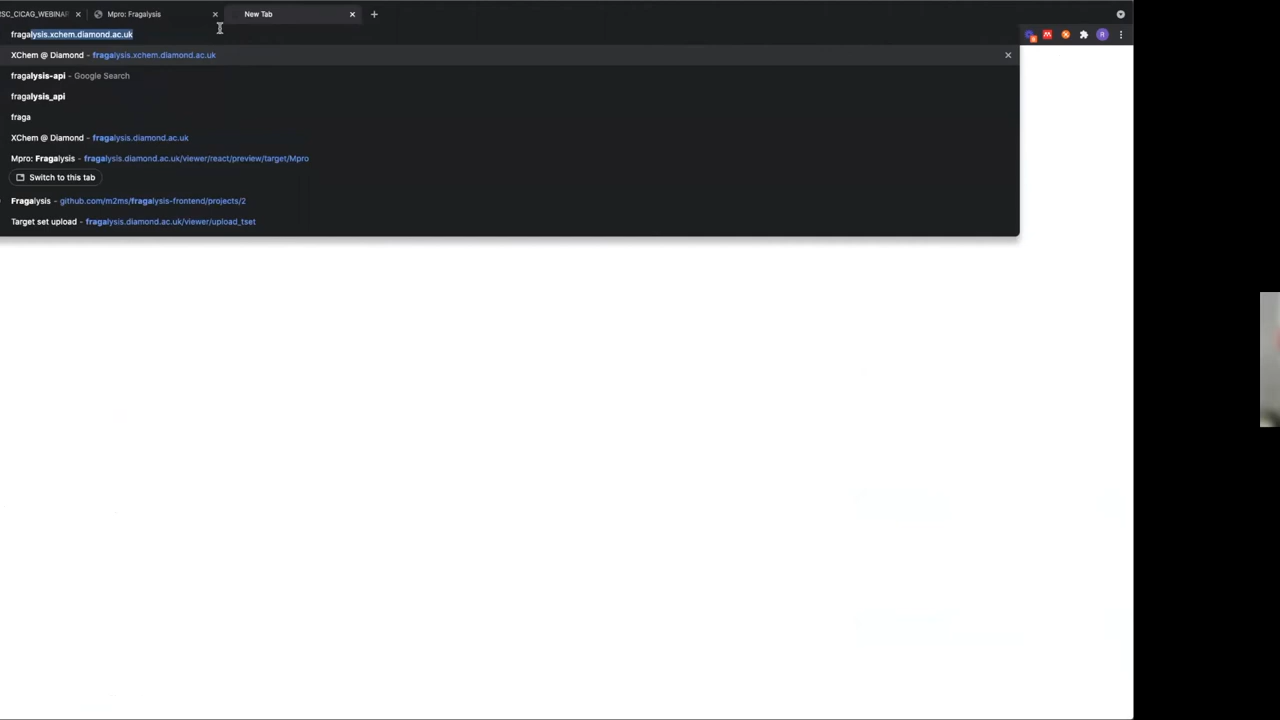 RSC_CICAG_WEBINAR
Mpro: Fragalysis
New Tab
fragalysis.xchem.diamond.ac.uk
XChem @ Diamond - fragalysis.xchem.diamond.ac.uk
fragalysis-api - Google Search
fragalysis_api
fraga
XChem @ Diamond - fragalysis.diamond.ac.uk
Mpro: Fragalysis - fragalysis.diamond.ac.uk/viewer/react/preview/target/Mpro
Switch to this tab
Fragalysis - github.com/m2ms/fragalysis-frontend/projects/2
Target set upload - fragalysis.diamond.ac.uk/viewer/upload_tset
R